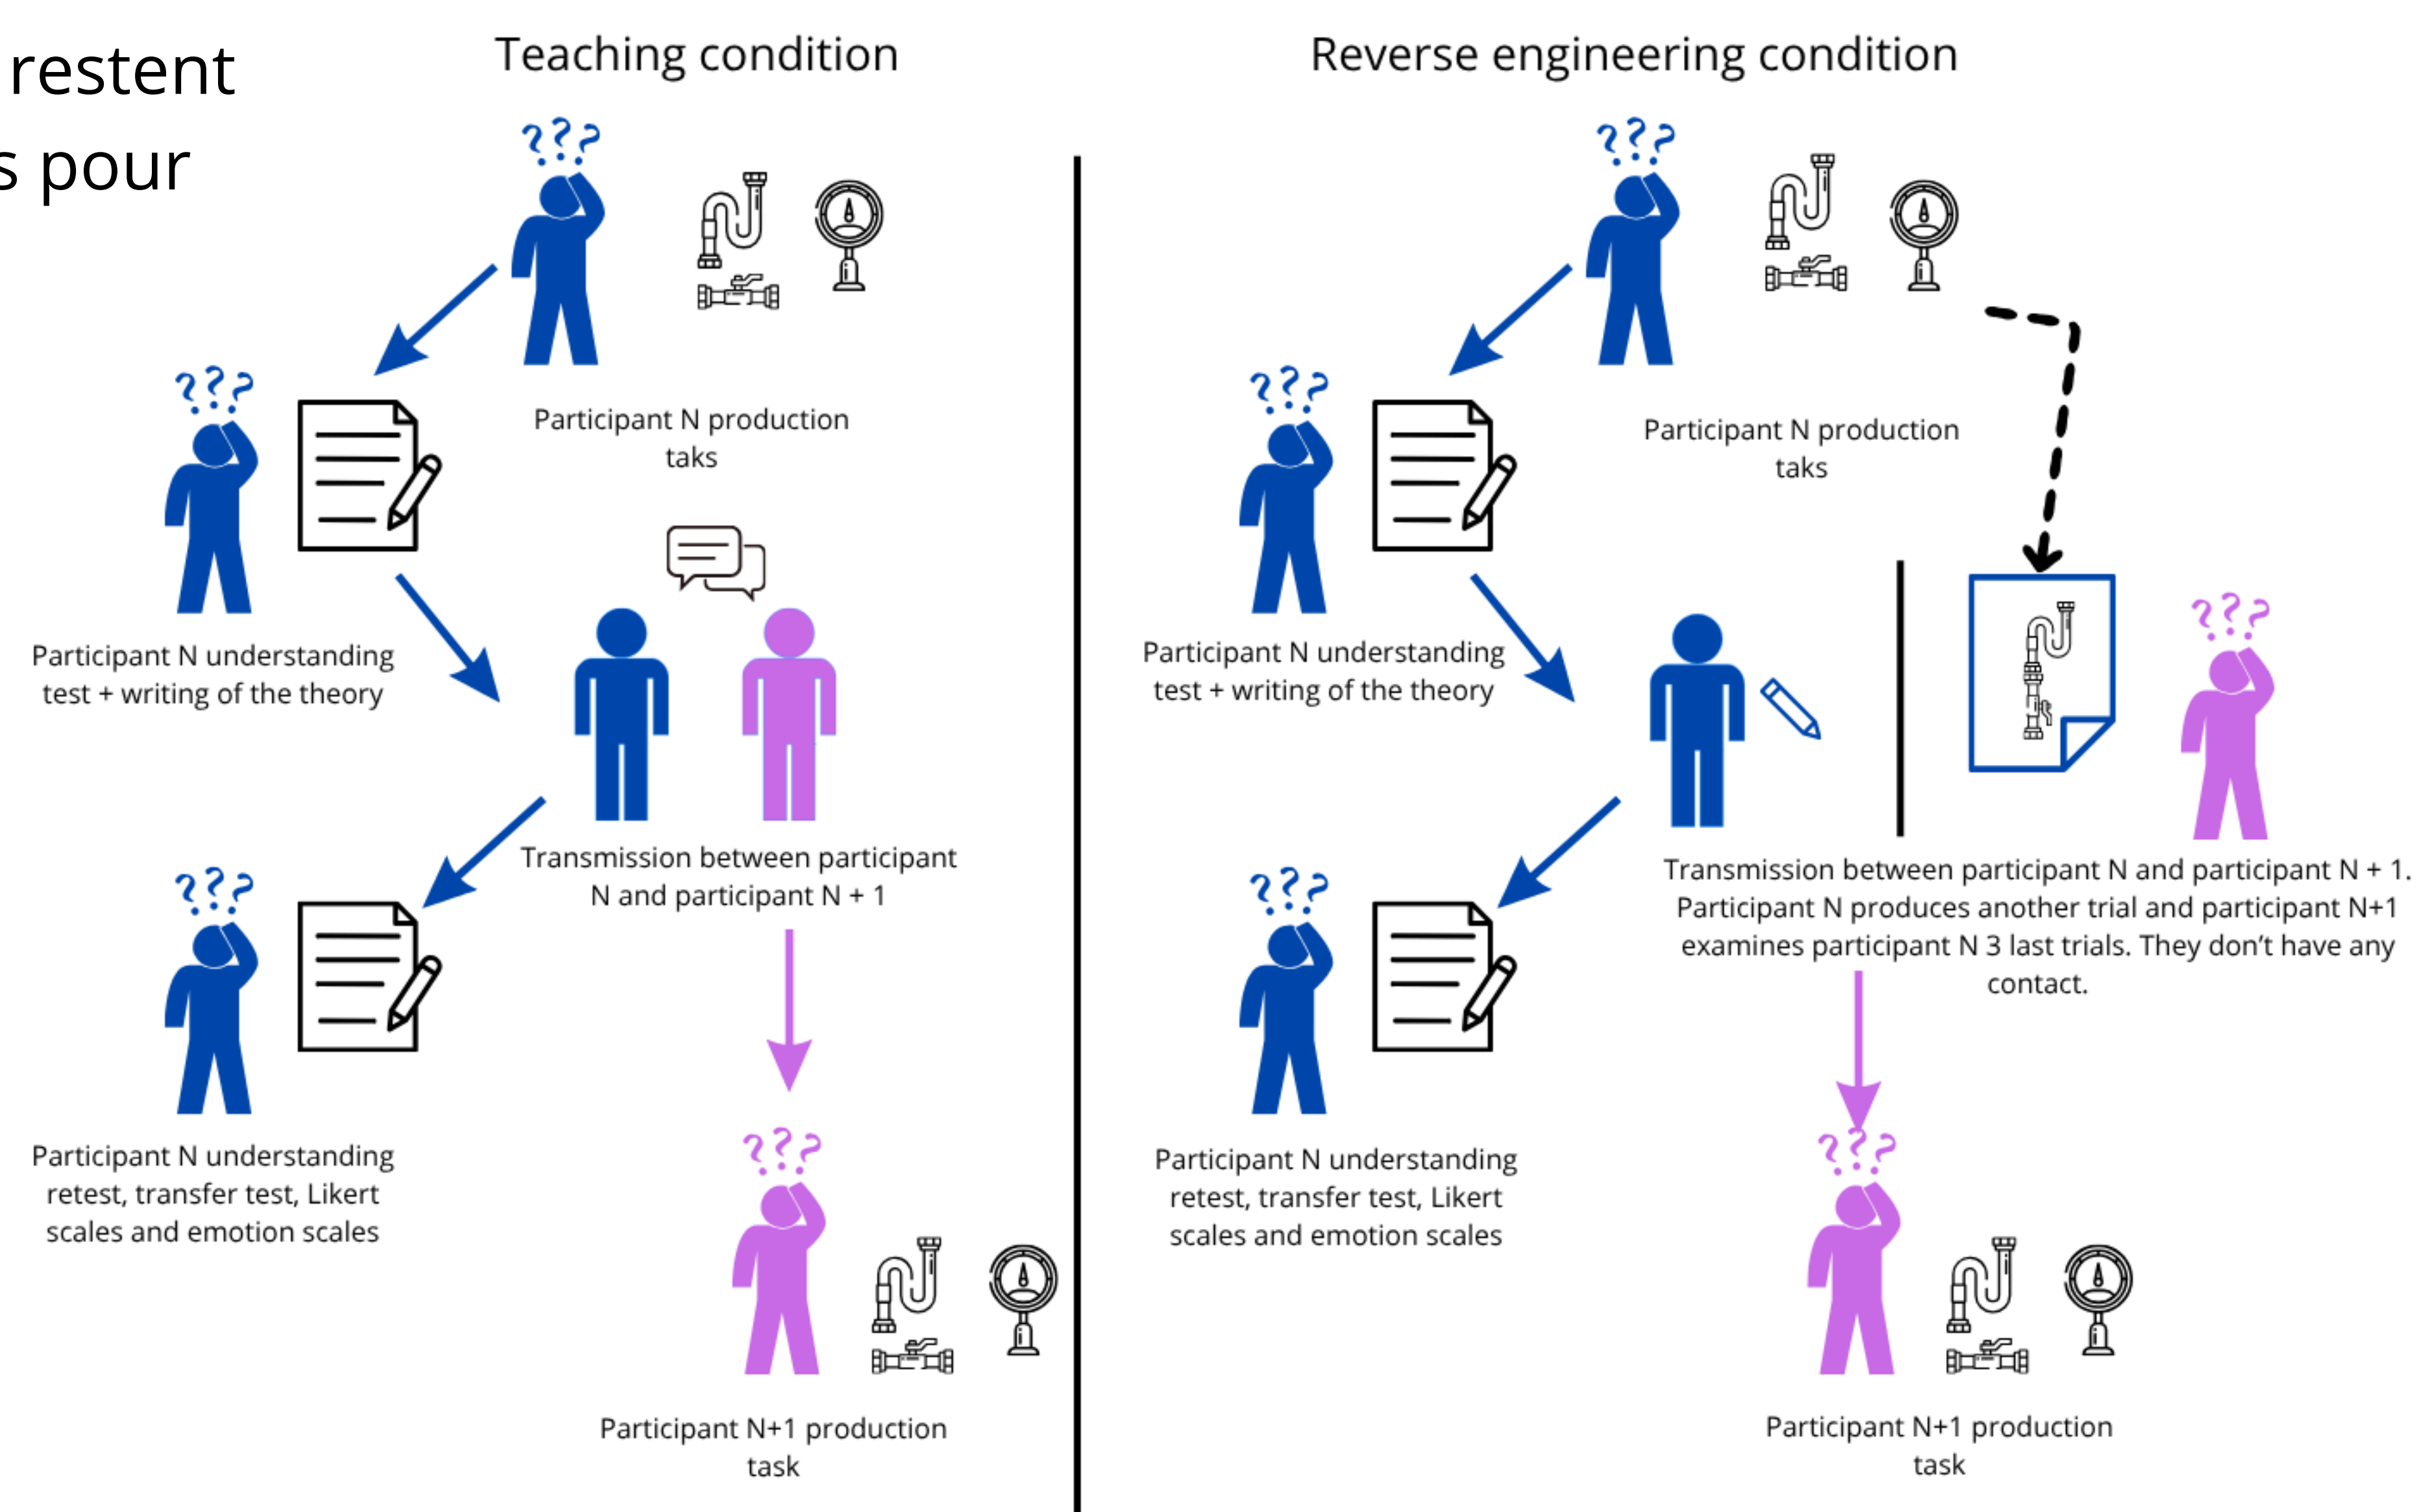 restent
s pour
Teaching condition
Participant N production
taks
Participant N understanding
test + writing of the theory
Transmission between participant
N and participant N + 1
Participant N understanding
retest, transfer test, Likert
scales and emotion scales
Participant N+1 production
task
Reverse engineering condition
Participant N production
taks
Participant N understanding
test + writing of the theory
Transmission between participant N and participant N + 1.
Participant N produces another trial and participant N+1
examines participant N 3 last trials. They don’t have any
contact.
Participant N understanding
retest, transfer test, Likert
scales and emotion scales
Participant N+1 production
task